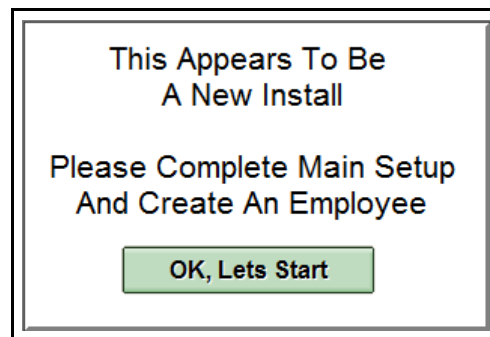 This Appears To Be
A New Install
Please Complete Main Setup
And Create An Employee
OK, Lets Start